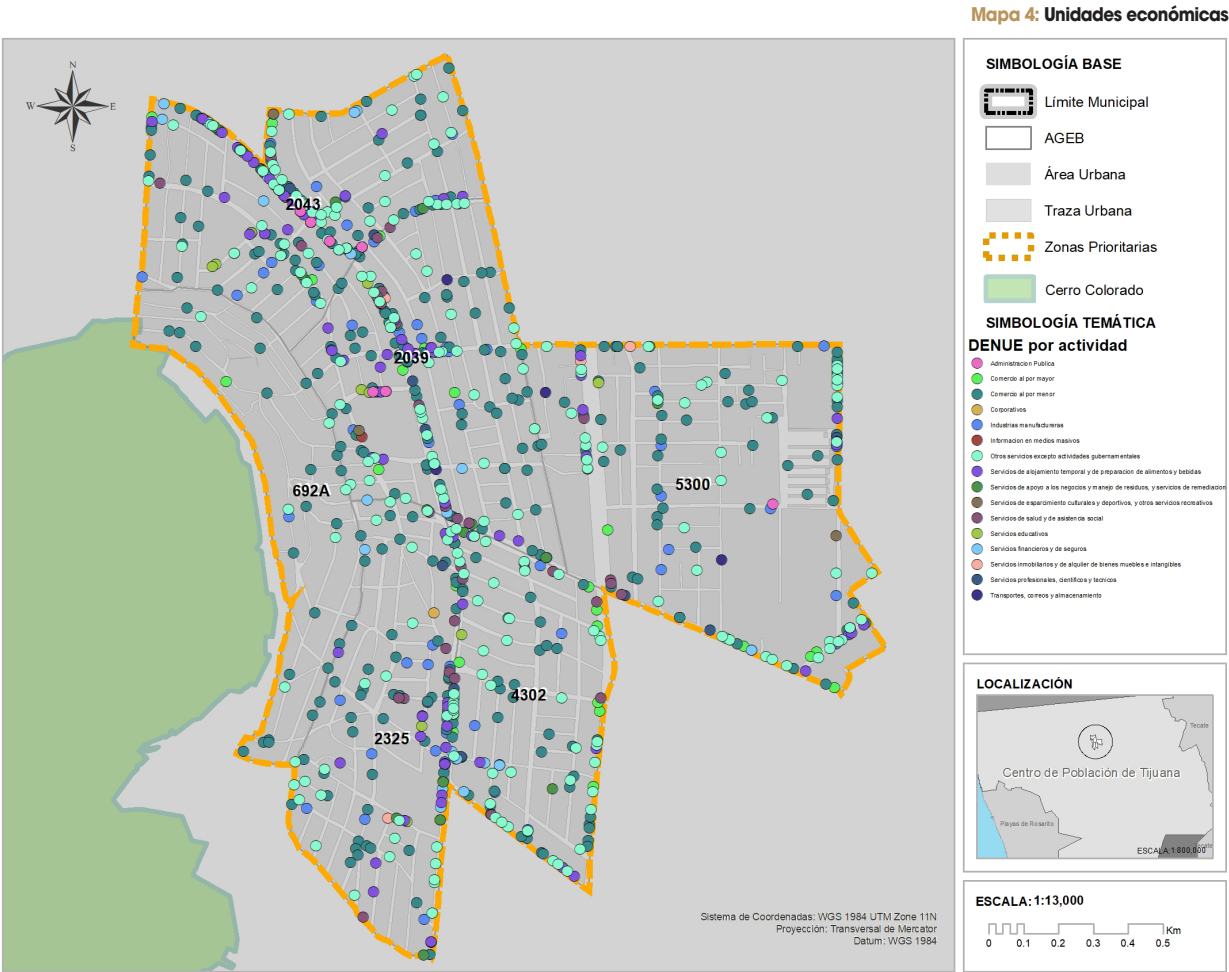 Mapa 4: Unidades económicas
N
W
E
S
2043
2039
692A
5300
4302
2325
Sistema de Coordenadas: WGS 1984 UTM Zone 11N
Proyección: Transversal de Mercator
Datum: WGS 1984
SIMBOLOGÍA BASE
Límite Municipal
AGEB
Área Urbana
Traza Urbana
Zonas Prioritarias
Cerro Colorado
SIMBOLOGÍA TEMÁTICA
DENUE por actividad
Administracion Publica
Comercio al por mayor
Comercio al por menor
Corporativos
Industrias manufactureras
Informacion en medios masivos
Otros servicios excepto actividades gubernamentales
Servicios de alojamiento temporal y de preparacion de alimentos y bebidas
Servicios de apoyo a los negocios y manejo de residuos, y servicios de remediacion
Servicios de esparcimiento culturales y deportivos, y otros servicios recreativos
Servicios de salud y de asistencia social
Servicios educativos
Servicios financieros y de seguros
Servicios inmobiliarios y de alquiler de bienes muebles e intangibles
Servicios profesionales, cientificos y tecnicos
Transportes, correos y almacenamiento
LOCALIZACIÓN
Tecate
Centro de Población de Tijuana
Playas de Rosarito
ESCALA 1:800,000
ESCALA: 1:13,000
Km
0 0.1 0.2 0.3 0.4 0.5